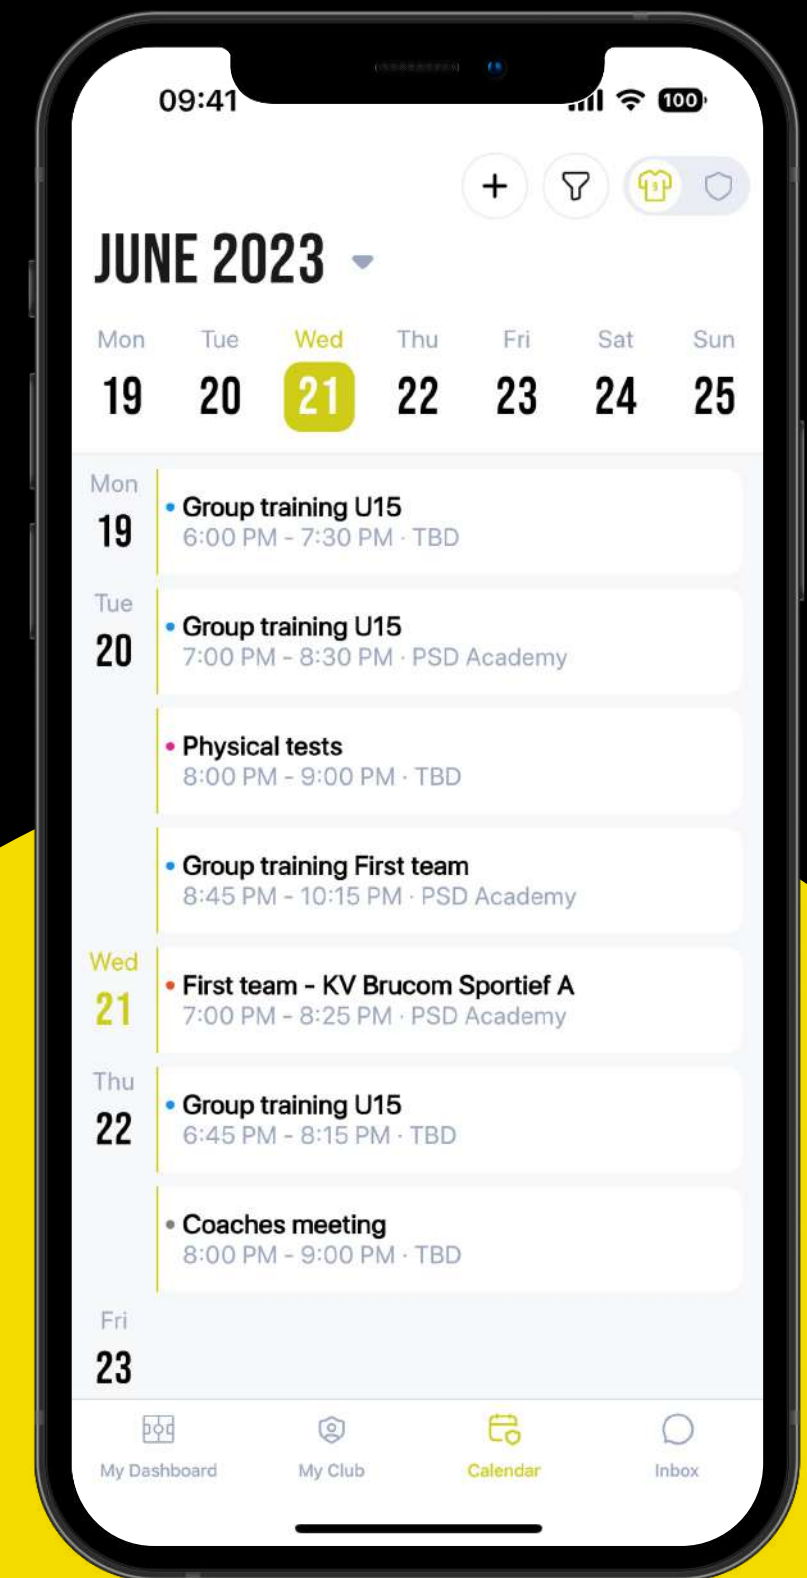 09:41
100
JUNE 2023
Mon Tue Wed Thu Fri Sat Sun
19 20 21 22 23 24 25
Mon
19
Group training U15
6:00 PM - 7:30 PM · TBD
Tue
20
Group training U15
7:00 PM - 8:30 PM · PSD Academy
Physical tests
8:00 PM - 9:00 PM · TBD
Group training First team
8:45 PM - 10:15 PM · PSD Academy
Wed
21
First team - KV Brucom Sportief A
7:00 PM - 8:25 PM · PSD Academy
Thu
22
Group training U15
6:45 PM - 8:15 PM · TBD
Coaches meeting
8:00 PM - 9:00 PM · TBD
Fri
23
My Dashboard My Club Calendar Inbox